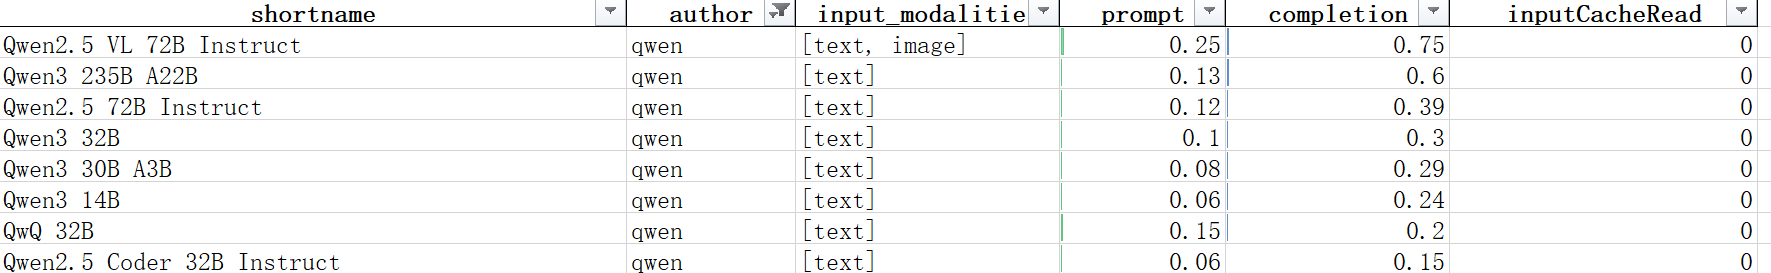 shortname author input_modalitie prompt completion inputCacheRead
Qwen2.5 VL 72B Instruct qwen [text, image] 0.25 0.75 0
Qwen3 235B A22B qwen [text] 0.13 0.6 0
Qwen2.5 72B Instruct qwen [text] 0.12 0.39 0
Qwen3 32B qwen [text] 0.1 0.3 0
Qwen3 30B A3B qwen [text] 0.08 0.29 0
Qwen3 14B qwen [text] 0.06 0.24 0
QwQ 32B qwen [text] 0.15 0.2 0
Qwen2.5 Coder 32B Instruct qwen [text] 0.06 0.15 0